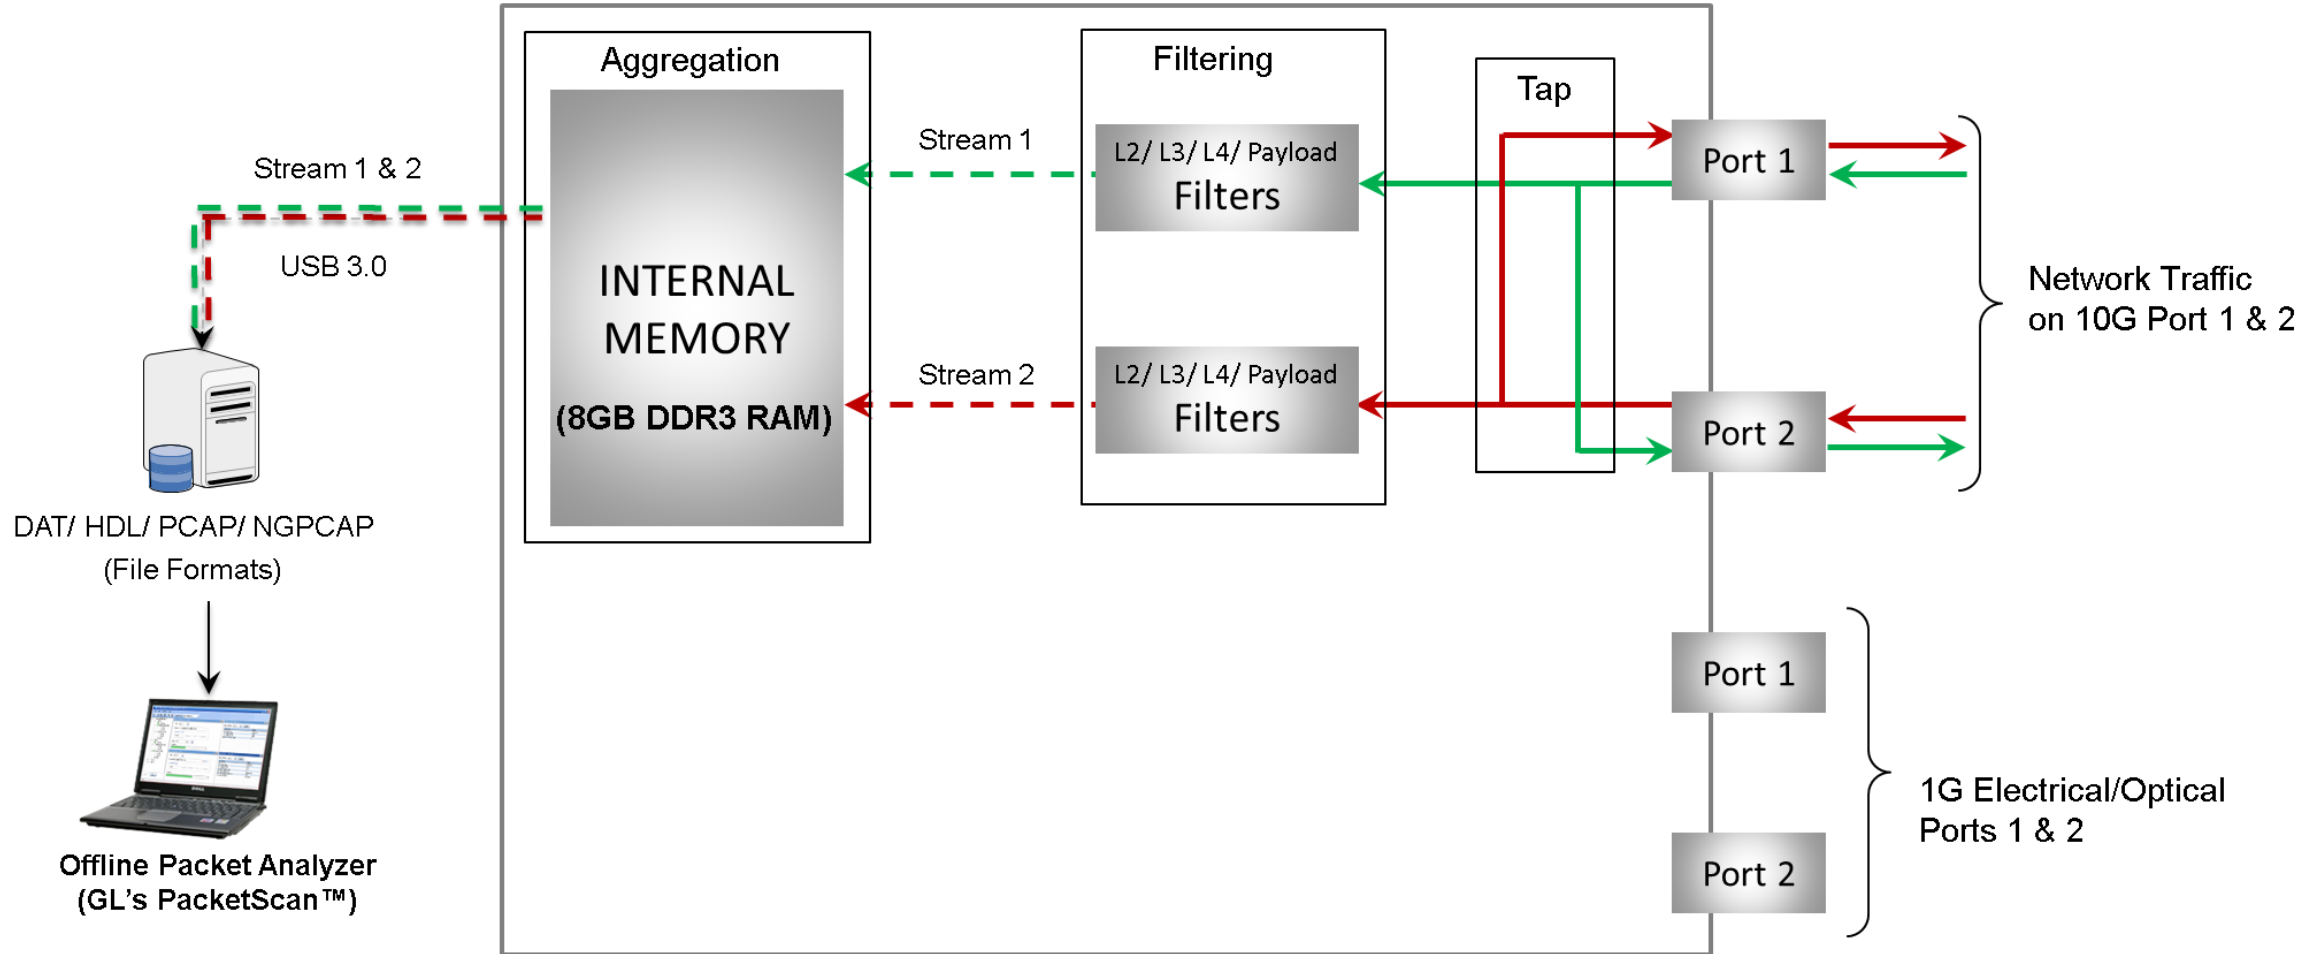 Aggregation
INTERNAL
MEMORY
(8GB DDR3 RAM)
Filtering
L2/ L3/ L4/ Payload
Filters
L2/ L3/ L4/ Payload
Filters
Tap
Stream 1
Stream 2
Port 1
Port 2
Network Traffic
on 10G Port 1 & 2
Port 1
Port 2
1G Electrical/Optical
Ports 1 & 2
Stream 1 & 2
USB 3.0
DAT/ HDL/ PCAP/ NGPCAP
(File Formats)
Offline Packet Analyzer
(GL's PacketScan™)